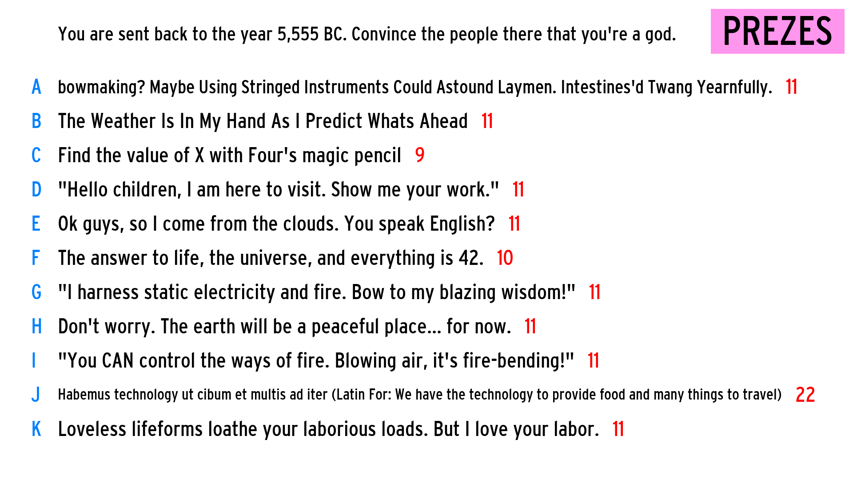 You are sent back to the year 5,555 BC. Convince the people there that you're a god.
PREZES
A bowmaking? Maybe Using Stringed Instruments Could Astound Laymen. Intestines'd Twang Yearnfully. 11
B The Weather Is In My Hand As I Predict Whats Ahead 11
C Find the value of X with Four's magic pencil 9
D "Hello children, I am here to visit. Show me your work." 11
E Ok guys, so I come from the clouds. You speak English? 11
F The answer to life, the universe, and everything is 42. 10
G "I harness static electricity and fire. Bow to my blazing wisdom!" 11
H Don't worry. The earth will be a peaceful place... for now. 11
I "You CAN control the ways of fire. Blowing air, it's fire-bending!" 11
J Habemus technology ut cibum et multis ad iter (Latin For: We have the technology to provide food and many things to travel) 22
K Loveless lifeforms loathe your laborious loads. But I love your labor. 11